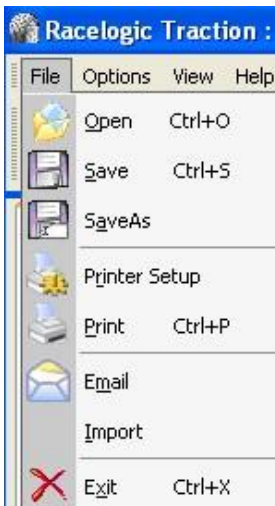 Racelogic Traction :
File Options View Help
Open Ctrl+O
Save Ctrl+S
SaveAs
Printer Setup
Print Ctrl+P
Email
Import
Exit Ctrl+X